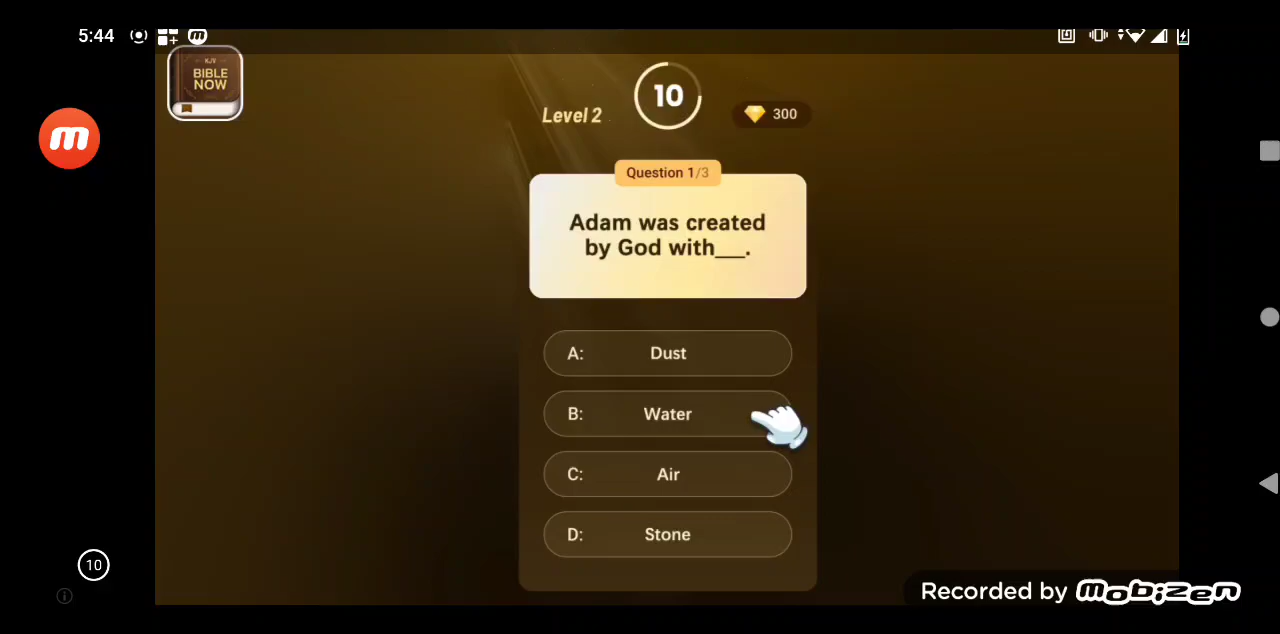 5:44
KJV
BIBLE
NOW
Level 2
10
300
Question 1/3
Adam was created
by God with___.
A: Dust
B: Water
C: Air
D: Stone
10
Recorded by mobizen